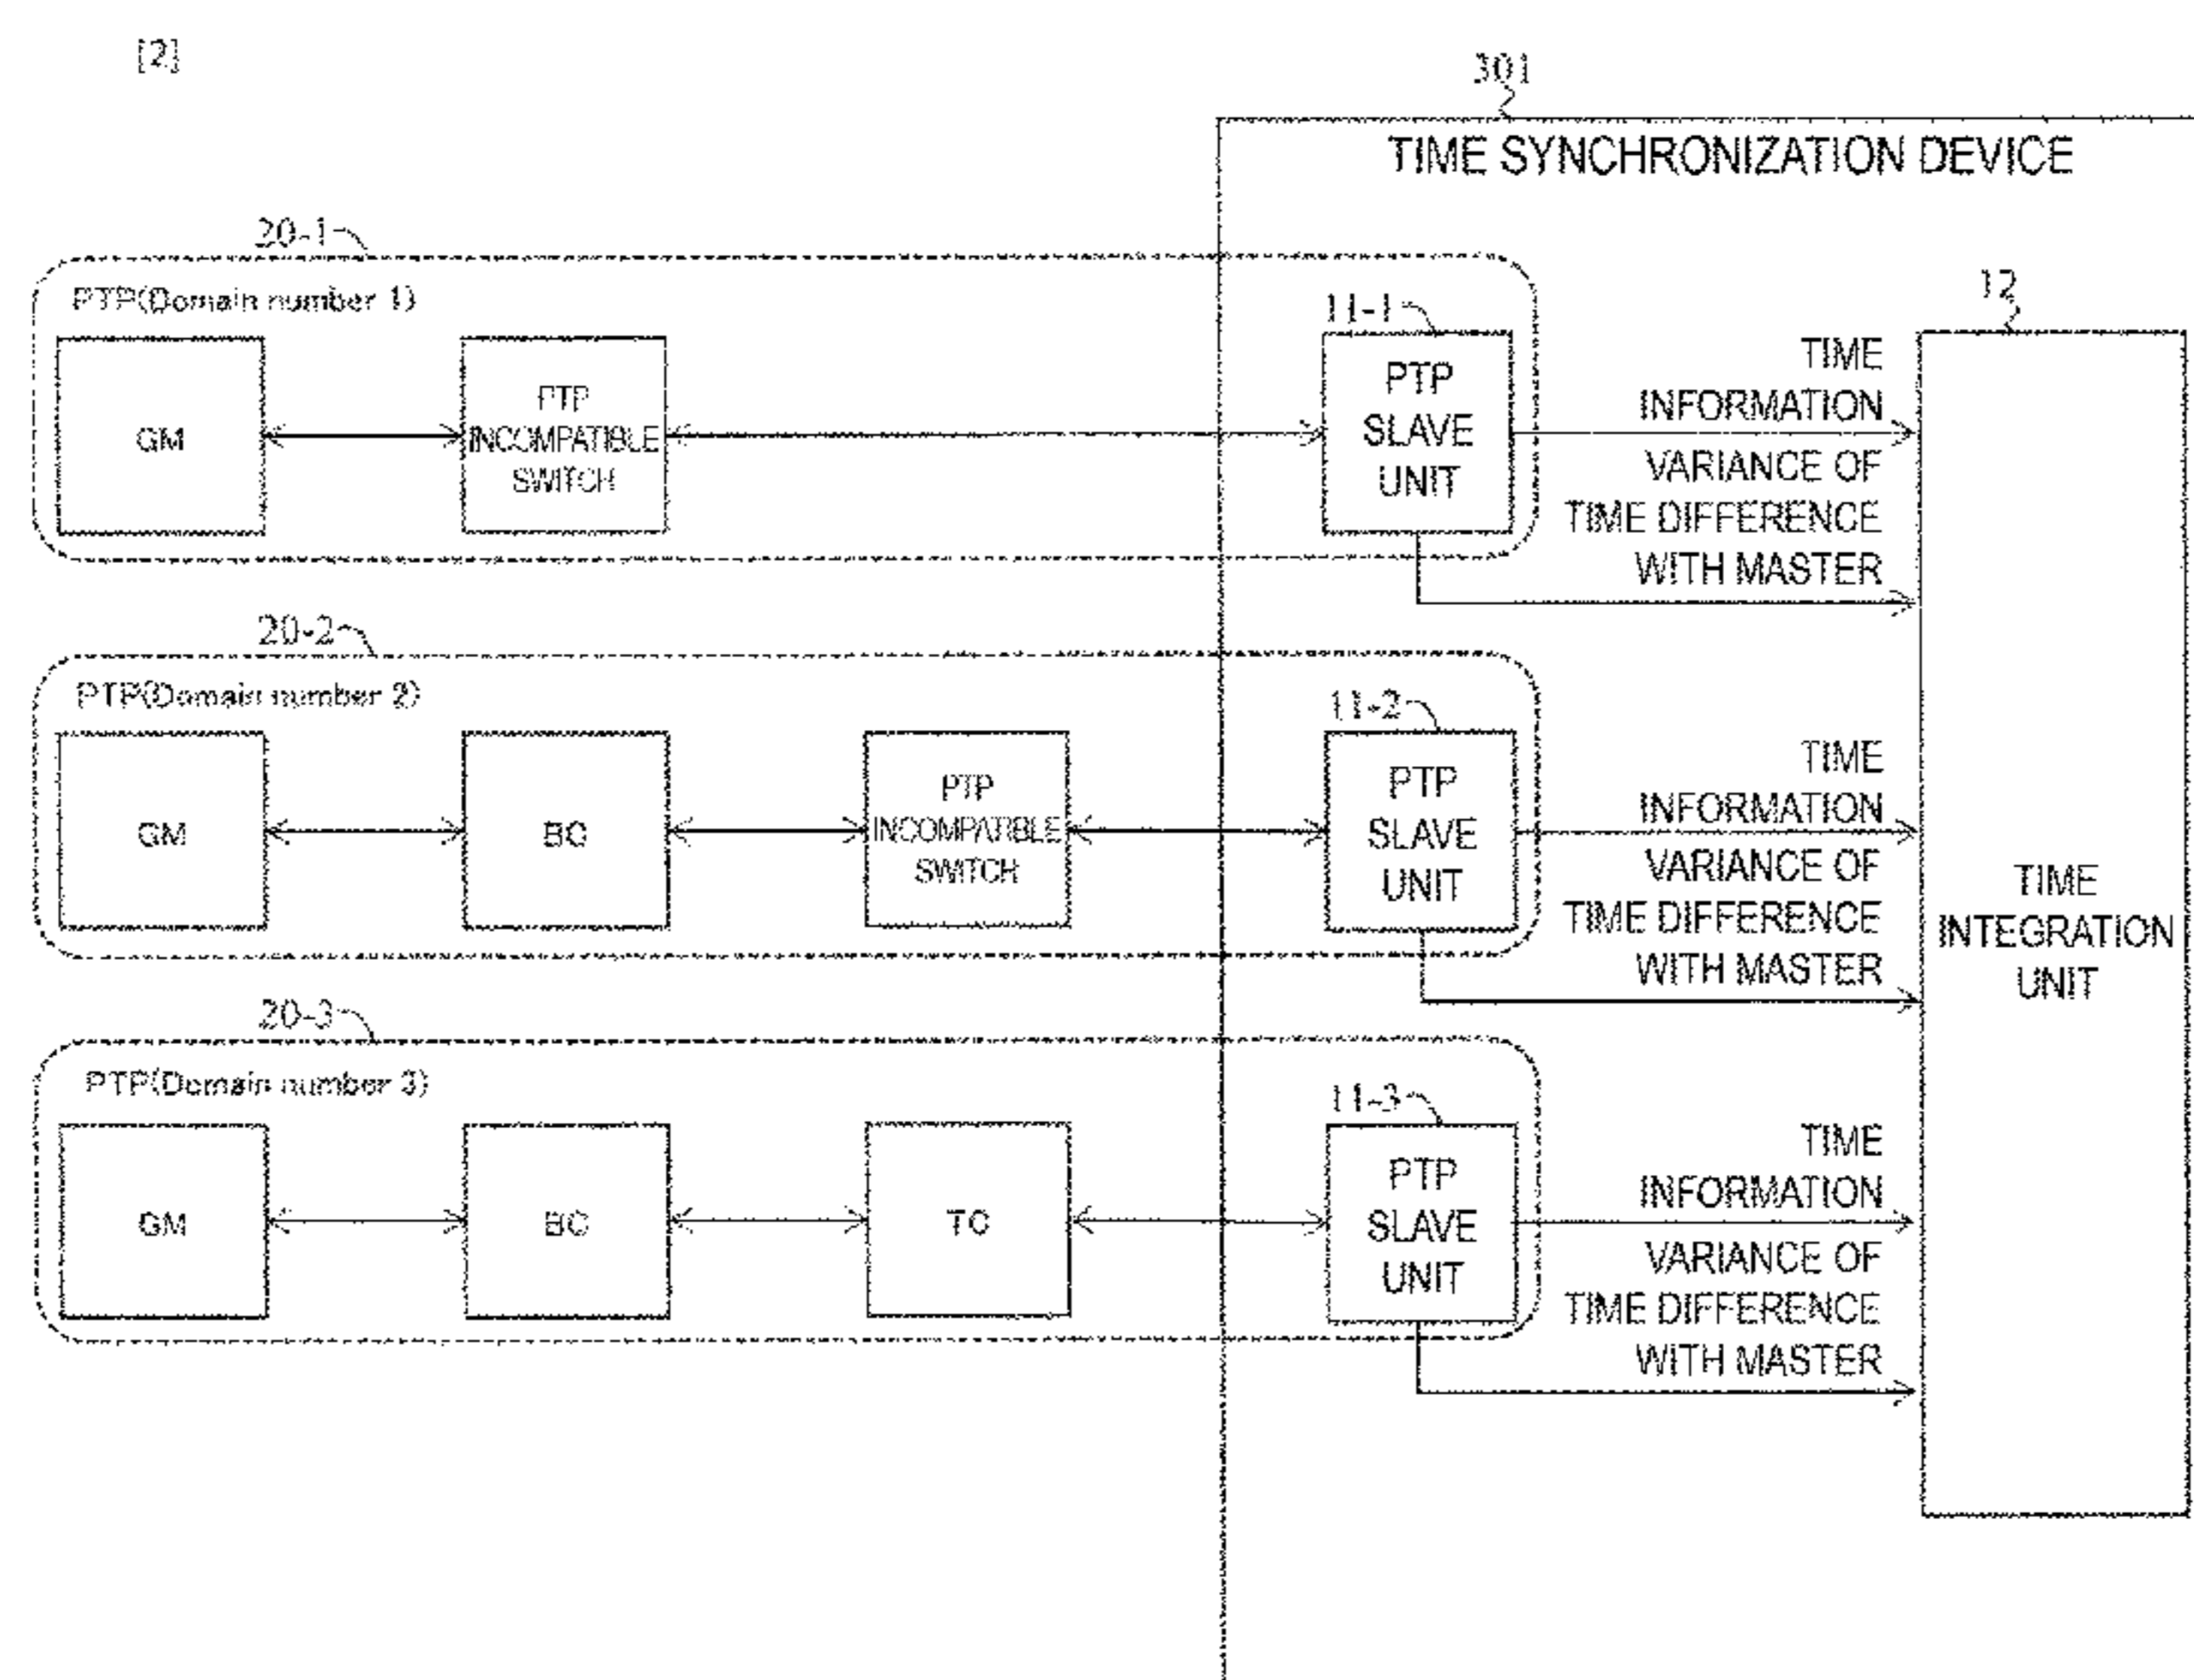 [2]
301
TIME SYNCHRONIZATION DEVICE
20-1
PTP(Domain number 1)
GM
PTP
INCOMPATIBLE
SWITCH
11-1
PTP
SLAVE
UNIT
TIME
INFORMATION
VARIANCE OF
TIME DIFFERENCE
WITH MASTER
12
TIME
INTEGRATION
UNIT
20-2
PTP(Domain number 2)
GM
BC
PTP
INCOMPATIBLE
SWITCH
11-2
PTP
SLAVE
UNIT
TIME
INFORMATION
VARIANCE OF
TIME DIFFERENCE
WITH MASTER
20-3
PTP(Domain number 3)
GM
BC
TC
11-3
PTP
SLAVE
UNIT
TIME
INFORMATION
VARIANCE OF
TIME DIFFERENCE
WITH MASTER